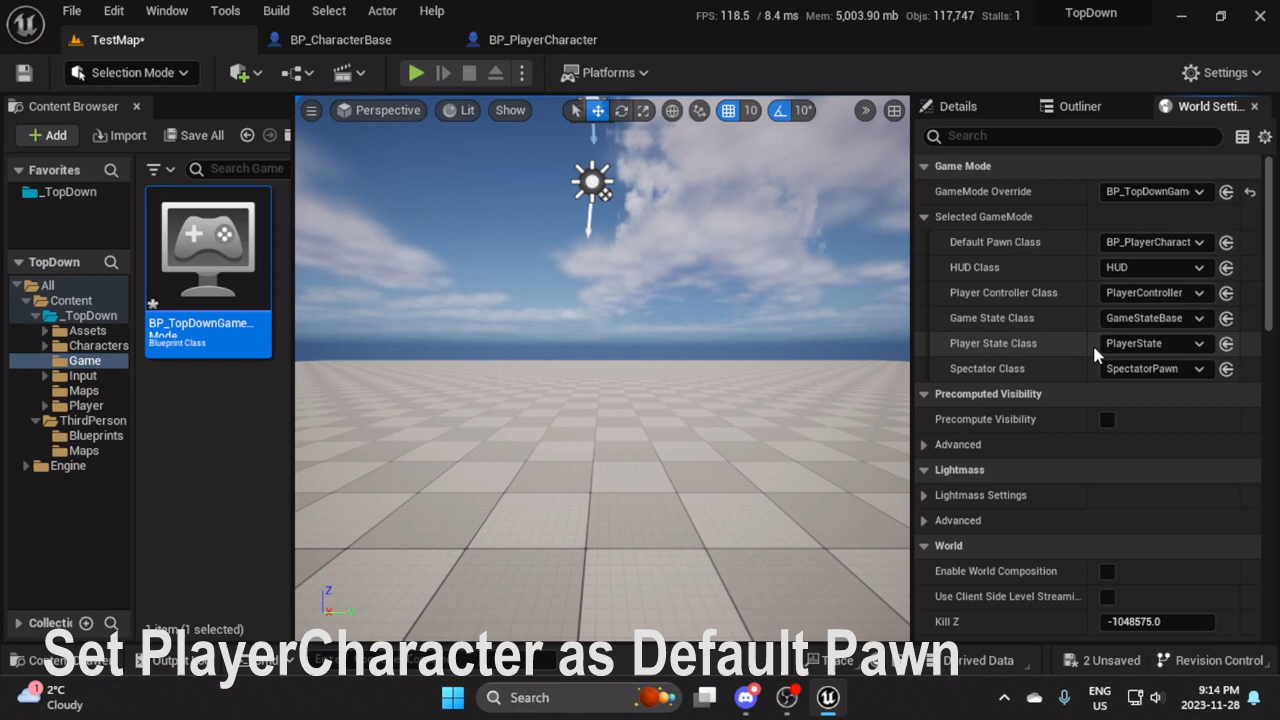 File Edit Window Tools Build Select Actor Help
FPS: 118.5 / 8.4 ms Mem: 5,003.90 mb Objs: 117,747 Stalls: 1
TopDown
TestMap* BP_CharacterBase BP_PlayerCharacter
Selection Mode Platforms Settings
Content Browser
Add Import Save All
Favorites
_TopDown
Search Game
TopDown
All
Content
_TopDown
Assets
Characters
Game
Input
Maps
Player
ThirdPerson
Blueprints
Maps
Engine
BP_TopDownGame...
Mode
Blueprint Class
1 item (1 selected)
Perspective Lit Show 10 10°
Z
Details Outliner World Setti...
Search
Game Mode
GameMode Override BP_TopDownGam
Selected GameMode
Default Pawn Class BP_PlayerCharact
HUD Class HUD
Player Controller Class PlayerController
Game State Class GameStateBase
Player State Class PlayerState
Spectator Class SpectatorPawn
Precomputed Visibility
Precompute Visibility
Advanced
Lightmass
Lightmass Settings
Advanced
World
Enable World Composition
Use Client Side Level Streami...
Kill Z -1048575.0
Set PlayerCharacter as Default Pawn
Trace Derived Data 2 Unsaved Revision Control
1
2°C
Cloudy
Search
ENG
US
9:14 PM
2023-11-28